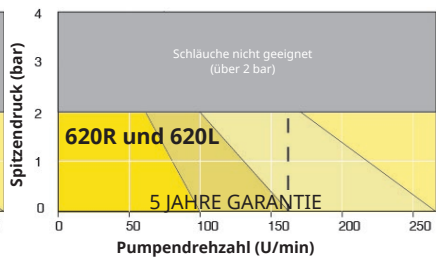 Spitzendruck (bar)
4
3
2
1
0
Schläuche nicht geeignet
(über 2 bar)
620R und 620L
5 JAHRE GARANTIE
0 50 100 150 200 250
Pumpendrehzahl (U/min)